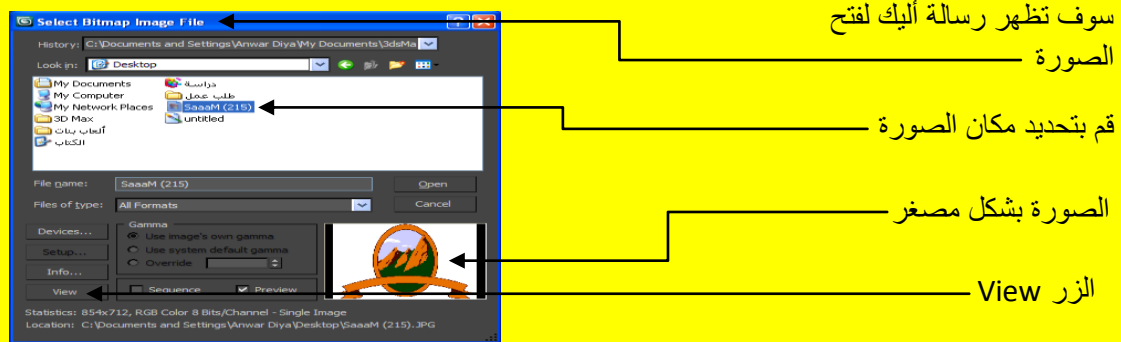 Select Bitmap Image File
History: C:\Documents and Settings\Anwar Diya\My Documents\3dsMa
Look in: Desktop
My Documents
My Computer
My Network Places
3D Max
ألعاب بنات
الكتاب
دراسة
طلب عمل
SaaaM (215)
untitled
File name: SaaaM (215) Open
Files of type: All Formats Cancel
Devices...
Setup...
Info...
View
Gamma
Use image's own gamma
Use system default gamma
Override
Sequence Preview
Statistics: 854x712, RGB Color 8 Bits/Channel - Single Image
Location: C:\Documents and Settings\Anwar Diya\Desktop\SaaaM (215).JPG
سوف تظهر رسالة أليك لفتح
الصورة
قم بتحديد مكان الصورة
الصورة بشكل مصغر
الزر View